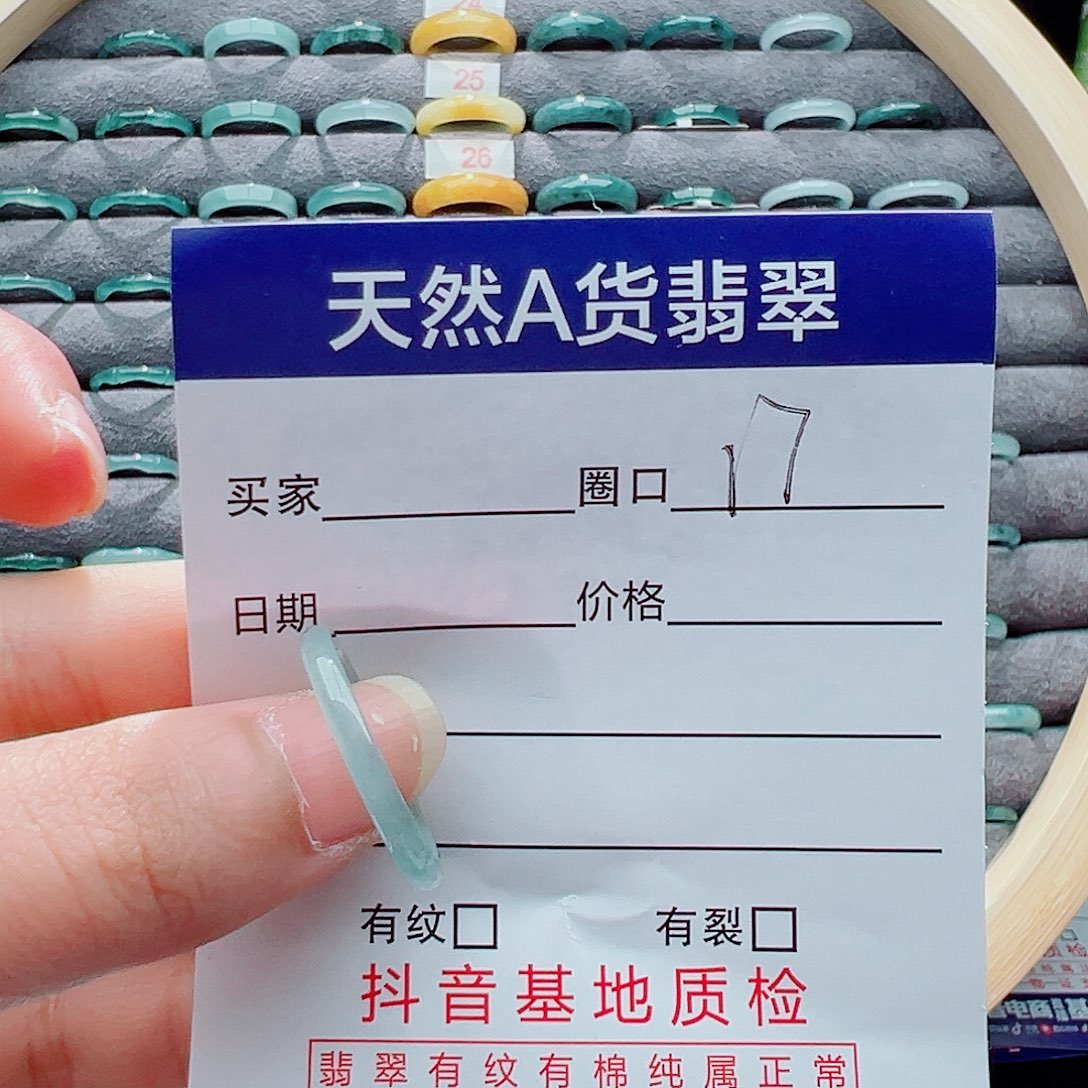 24
25
26
天然A货翡翠
买家 圈口 17
日期 价格
有纹□ 有裂□
抖音基地质检
翡翠有纹有棉纯属正常